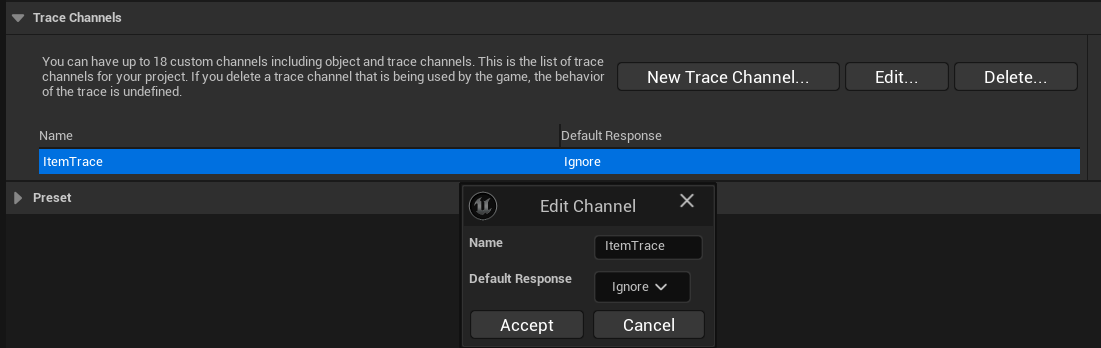 Trace Channels
You can have up to 18 custom channels including object and trace channels. This is the list of trace
channels for your project. If you delete a trace channel that is being used by the game, the behavior
of the trace is undefined.
New Trace Channel...
Edit...
Delete...
Name
Default Response
ItemTrace
Ignore
Preset
Edit Channel
Name
ItemTrace
Default Response
Ignore
Accept
Cancel